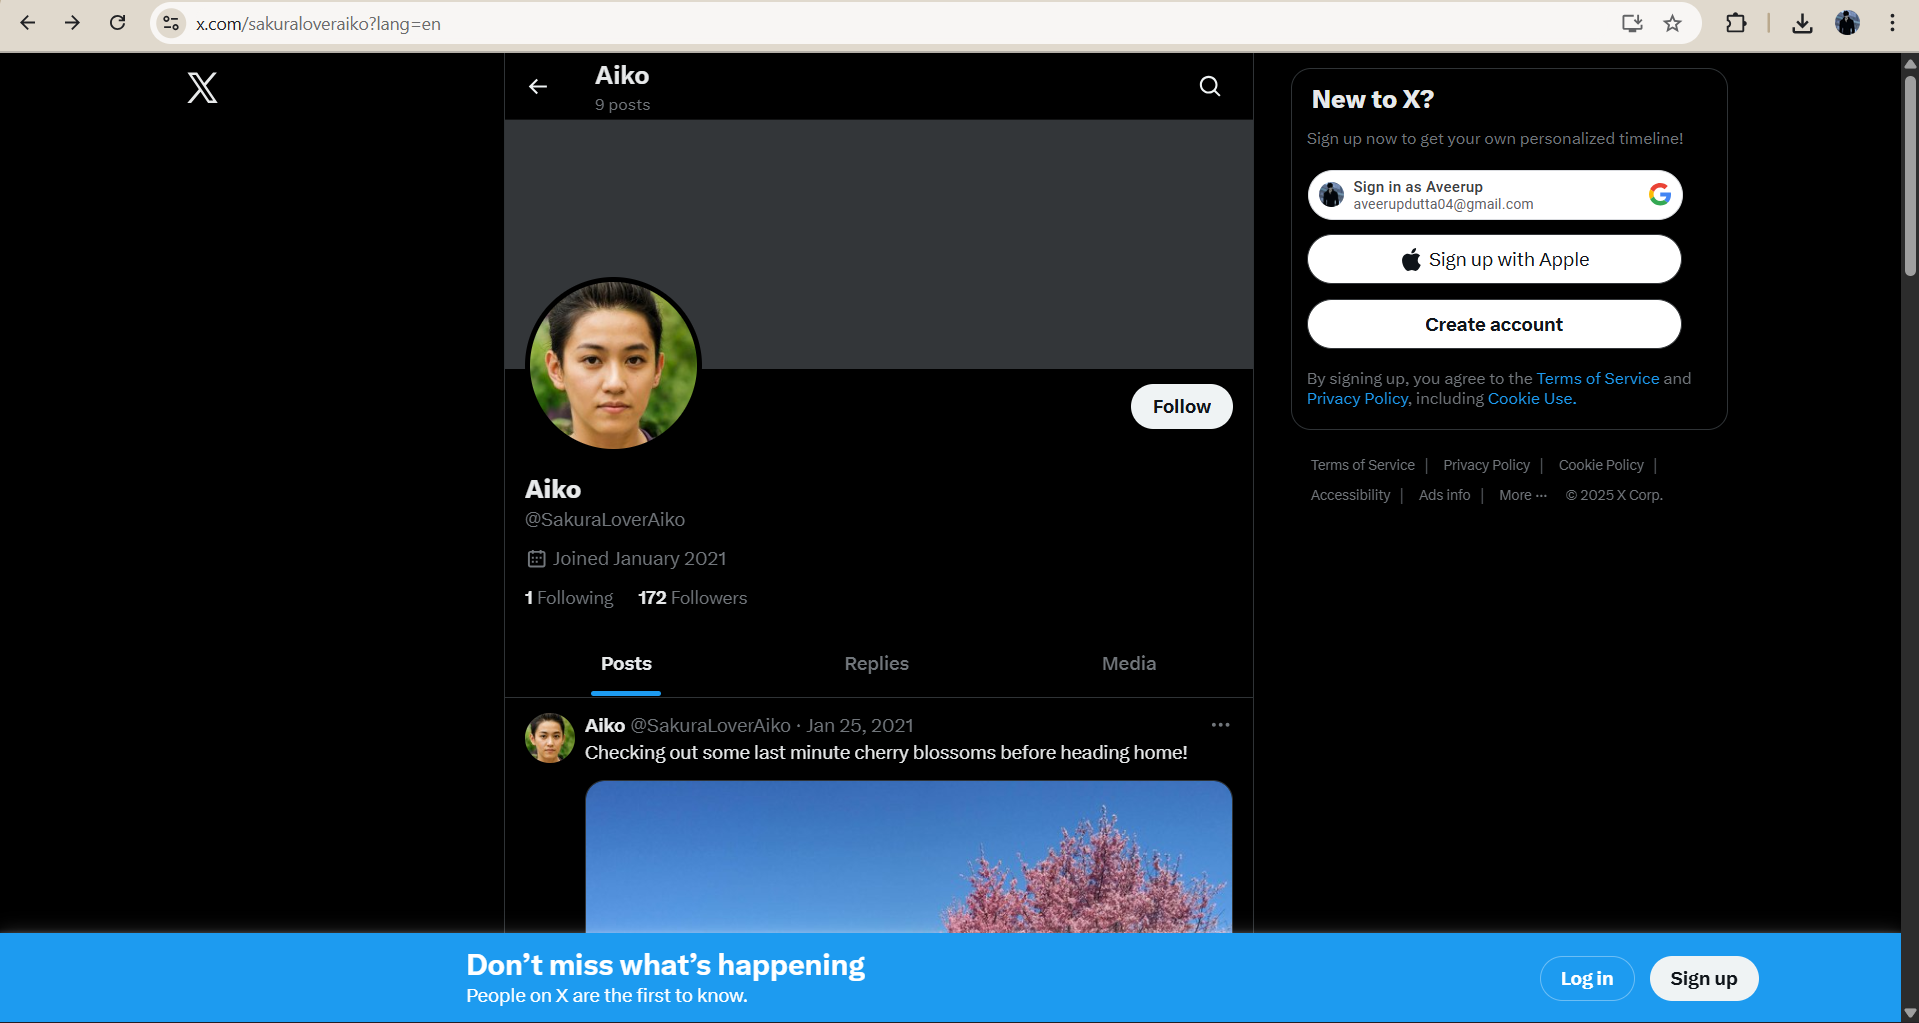 x.com/sakuraloveraiko?lang=en
Aiko
9 posts
Follow
Aiko
@SakuraLoverAiko
Joined January 2021
1 Following 172 Followers
Posts Replies Media
Aiko @SakuraLoverAiko · Jan 25, 2021
Checking out some last minute cherry blossoms before heading home!
New to X?
Sign up now to get your own personalized timeline!
Sign in as Aveerup
aveerupdutta04@gmail.com
Sign up with Apple
Create account
By signing up, you agree to the Terms of Service and
Privacy Policy, including Cookie Use.
Terms of Service | Privacy Policy | Cookie Policy |
Accessibility | Ads info | More ··· © 2025 X Corp.
Don’t miss what’s happening
People on X are the first to know.
Log in Sign up